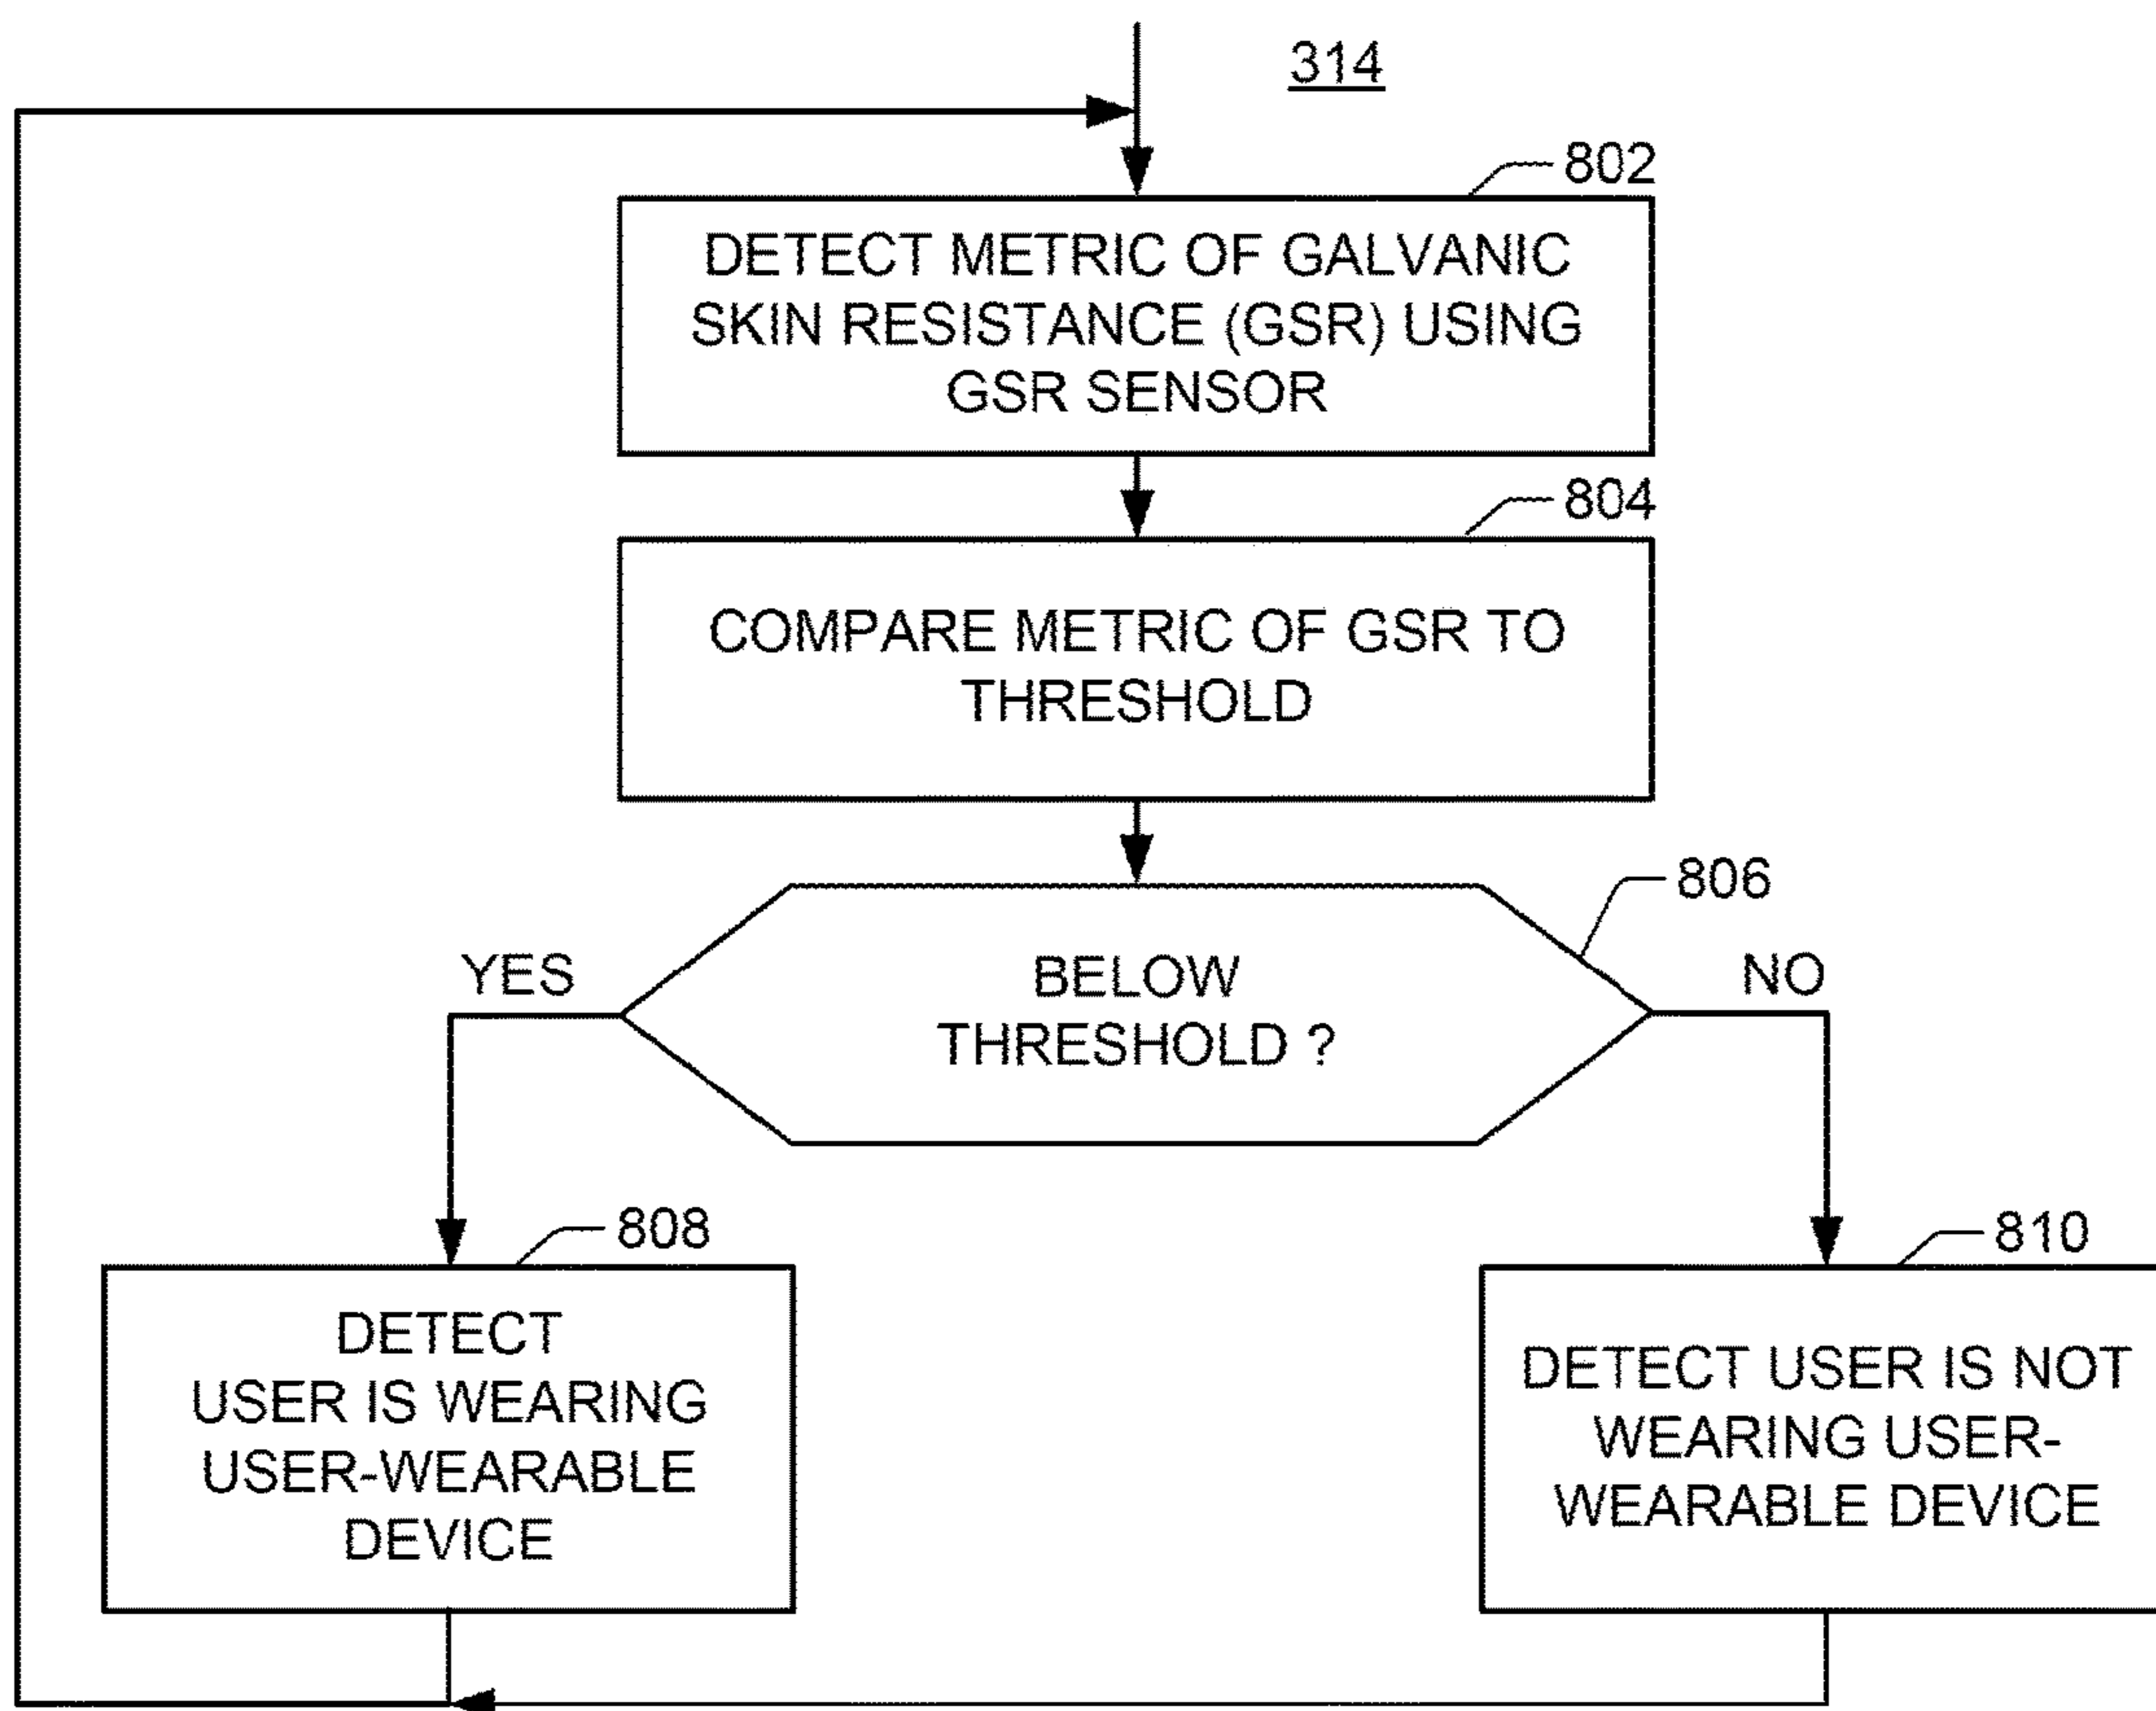 314
802
DETECT METRIC OF GALVANIC
SKIN RESISTANCE (GSR) USING
GSR SENSOR
804
COMPARE METRIC OF GSR TO
THRESHOLD
806
YES
BELOW
THRESHOLD ?
NO
808
DETECT
USER IS WEARING
USER-WEARABLE
DEVICE
810
DETECT USER IS NOT
WEARING USER-
WEARABLE DEVICE